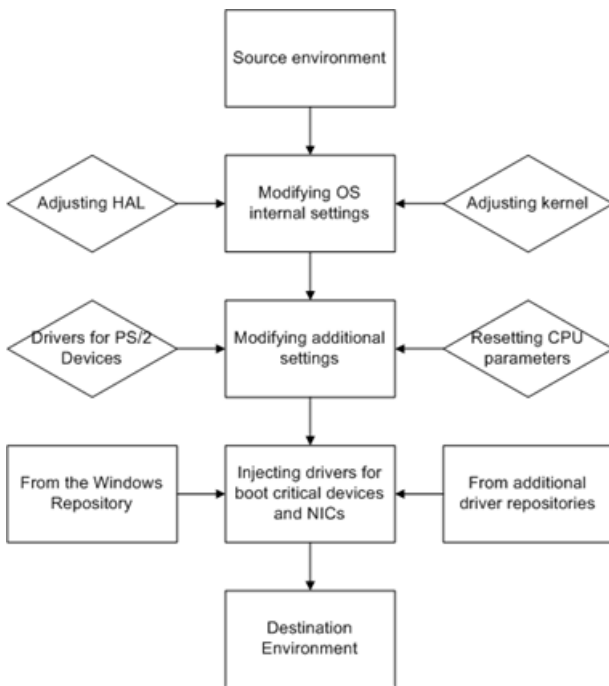 Source environment
Adjusting HAL
Modifying OS
internal settings
Adjusting kernel
Drivers for PS/2
Devices
Modifying additional
settings
Resetting CPU
parameters
From the Windows
Repository
Injecting drivers for
boot critical devices
and NICs
From additional
driver repositories
Destination
Environment